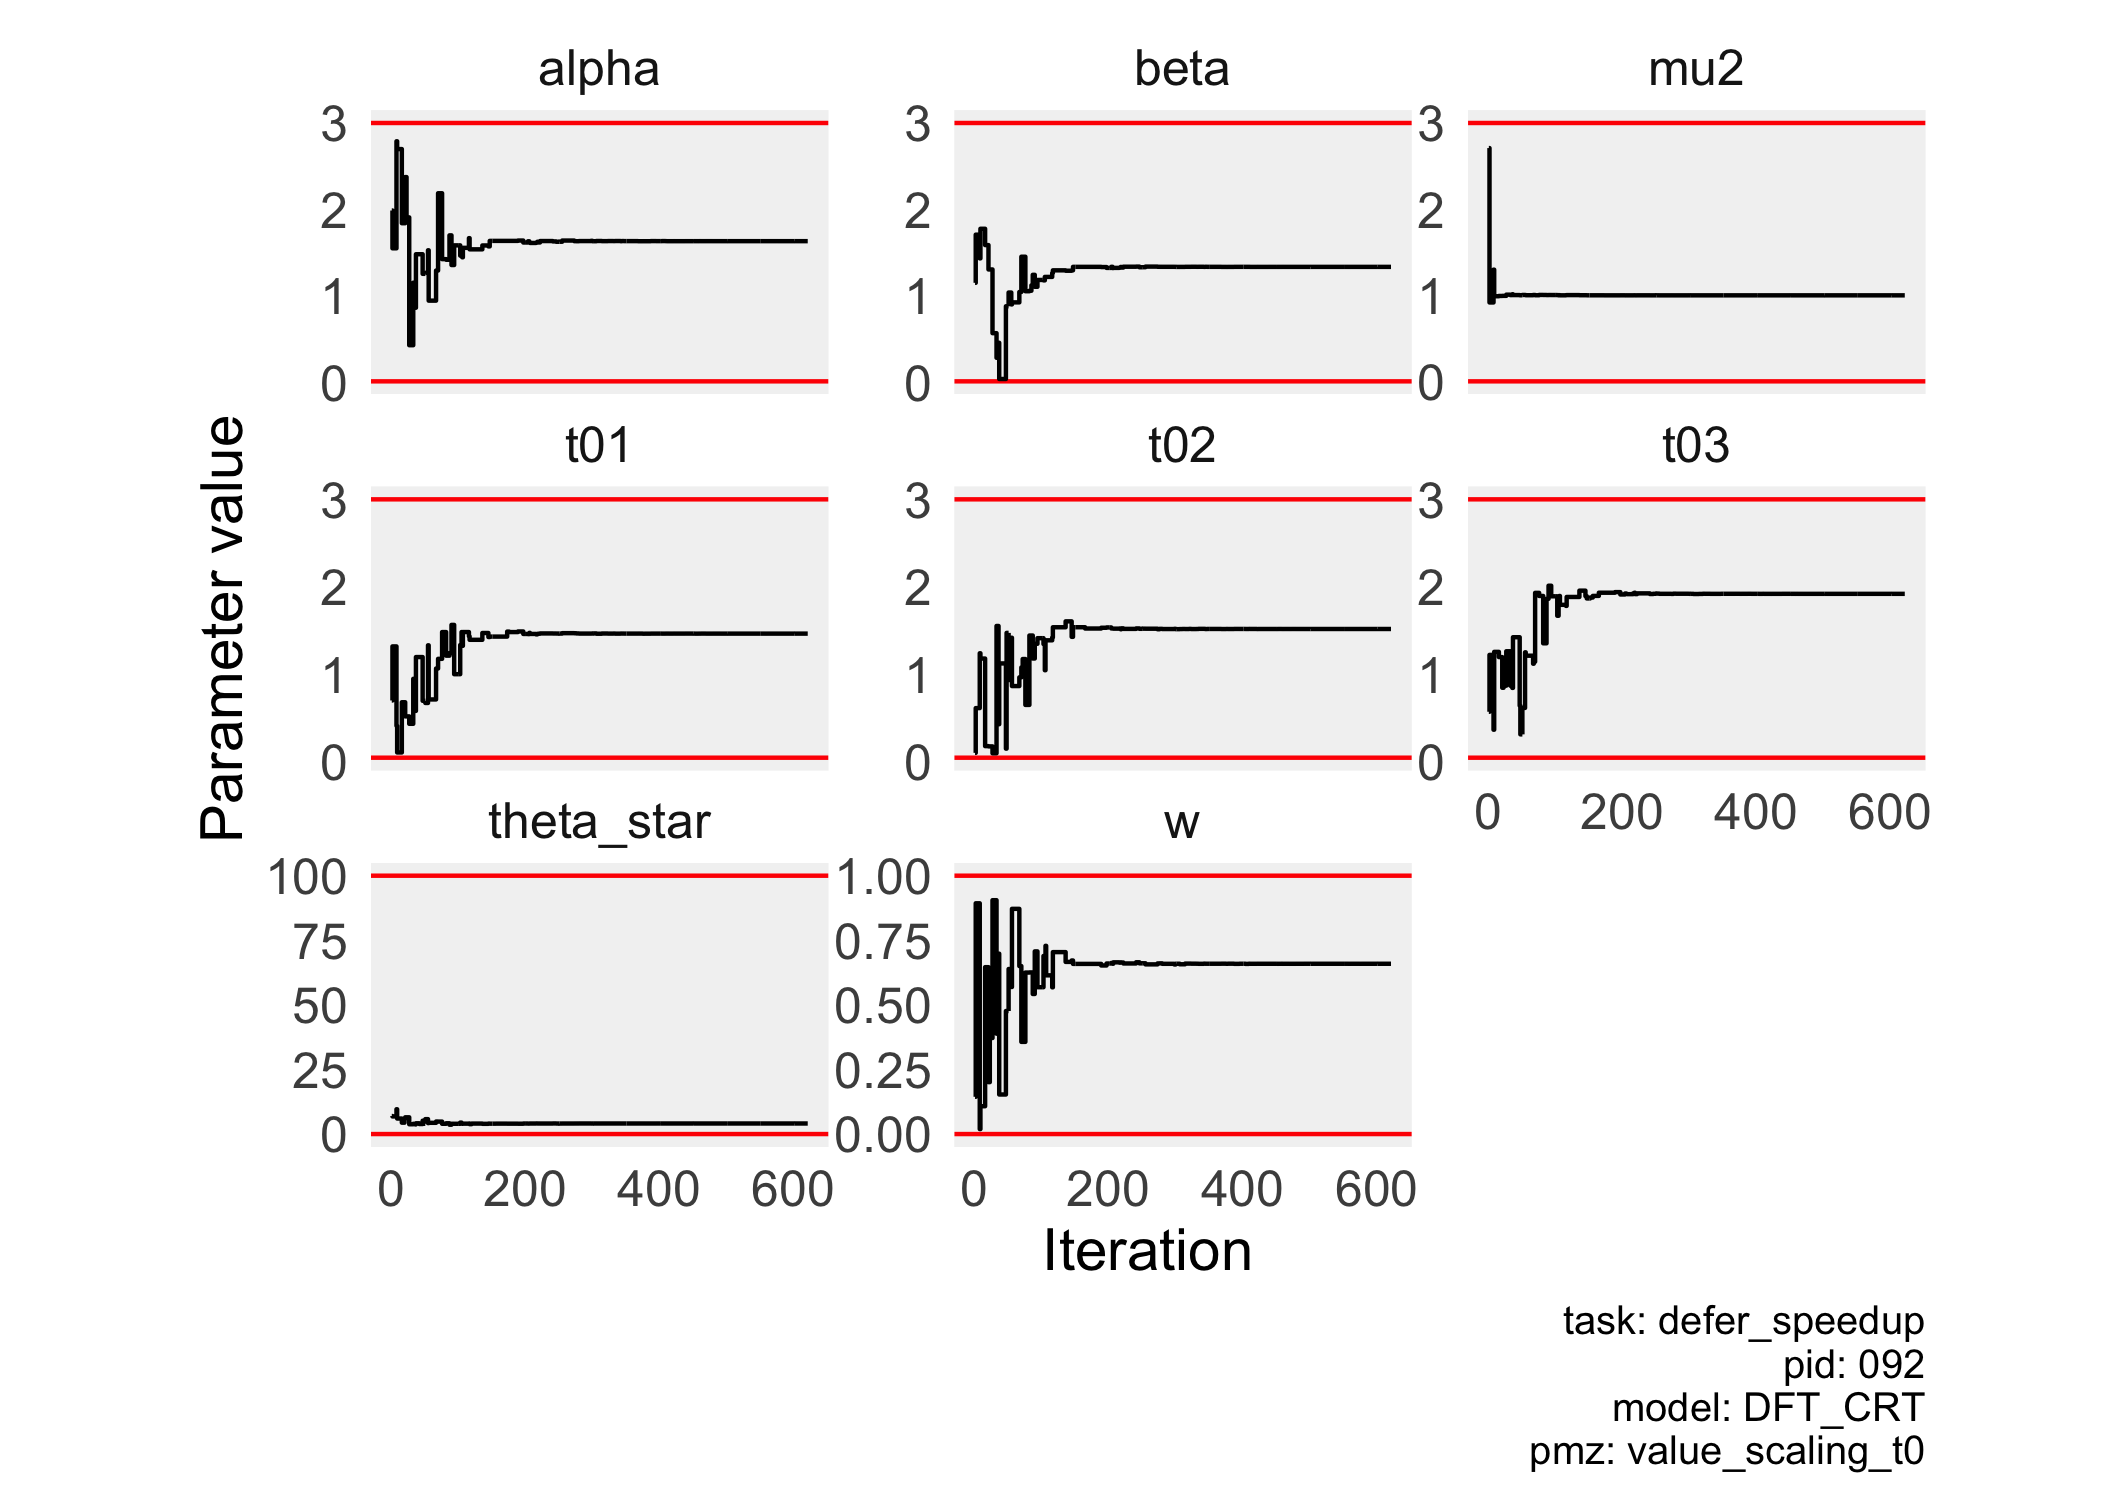 alpha
beta
mu2
3
2
1
0
3
2
1
0
3
2
1
0
t01
t02
t03
3
2
1
0
3
2
1
0
3
2
1
0
0 200 400 600
theta_star
w
100
75
50
25
0
1.00
0.75
0.50
0.25
0.00
0 200 400 600
0 200 400 600
Parameter value
Iteration
task: defer_speedup
pid: 092
model: DFT_CRT
pmz: value_scaling_t0